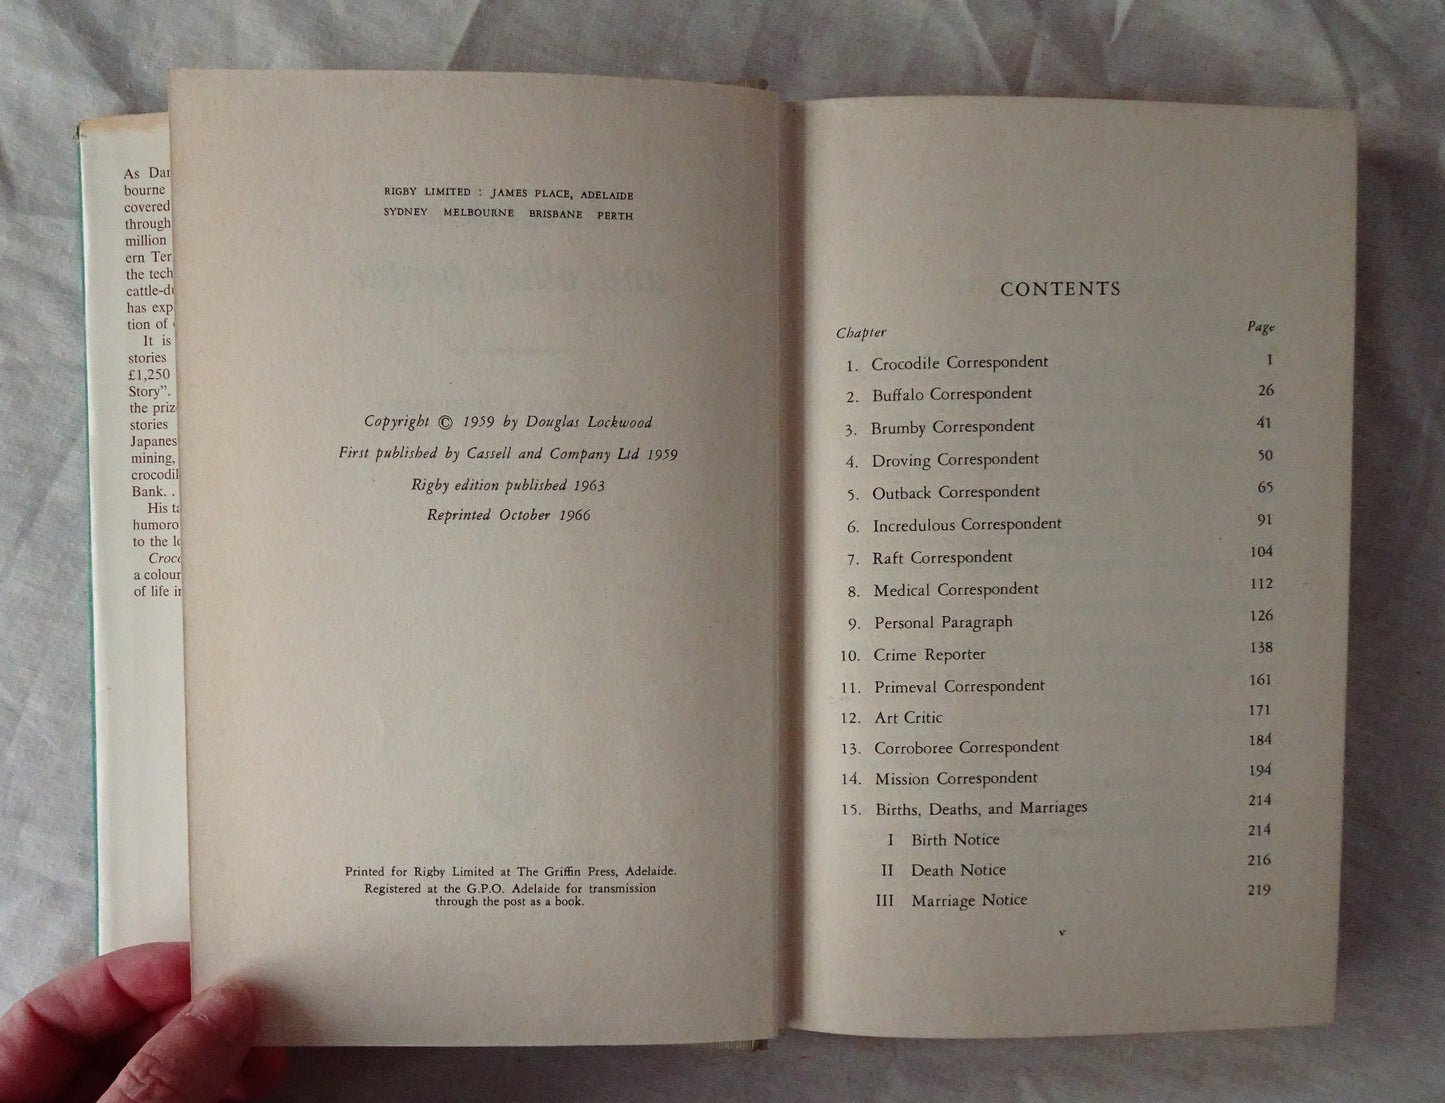 As Dar
bourne
covered
through
million
ern Ter
the tech
cattle-d
has exp
tion of
It is
stories
£1,250
Story".
the priz
stories
Japanes
mining,
crocodil
Bank. .
His ta
humoro
to the lo
Croco
a colour
of life in
RIGBY LIMITED : JAMES PLACE, ADELAIDE
SYDNEY MELBOURNE BRISBANE PERTH
Copyright © 1959 by Douglas Lockwood
First published by Cassell and Company Ltd 1959
Rigby edition published 1963
Reprinted October 1966
Printed for Rigby Limited at The Griffin Press, Adelaide.
Registered at the G.P.O. Adelaide for transmission
through the post as a book.
CONTENTS
Chapter Page
1. Crocodile Correspondent 1
2. Buffalo Correspondent 26
3. Brumby Correspondent 41
4. Droving Correspondent 50
5. Outback Correspondent 65
6. Incredulous Correspondent 91
7. Raft Correspondent 104
8. Medical Correspondent 112
9. Personal Paragraph 126
10. Crime Reporter 138
11. Primeval Correspondent 161
12. Art Critic 171
13. Corroboree Correspondent 184
14. Mission Correspondent 194
15. Births, Deaths, and Marriages 214
I Birth Notice 214
II Death Notice 216
III Marriage Notice 219
v